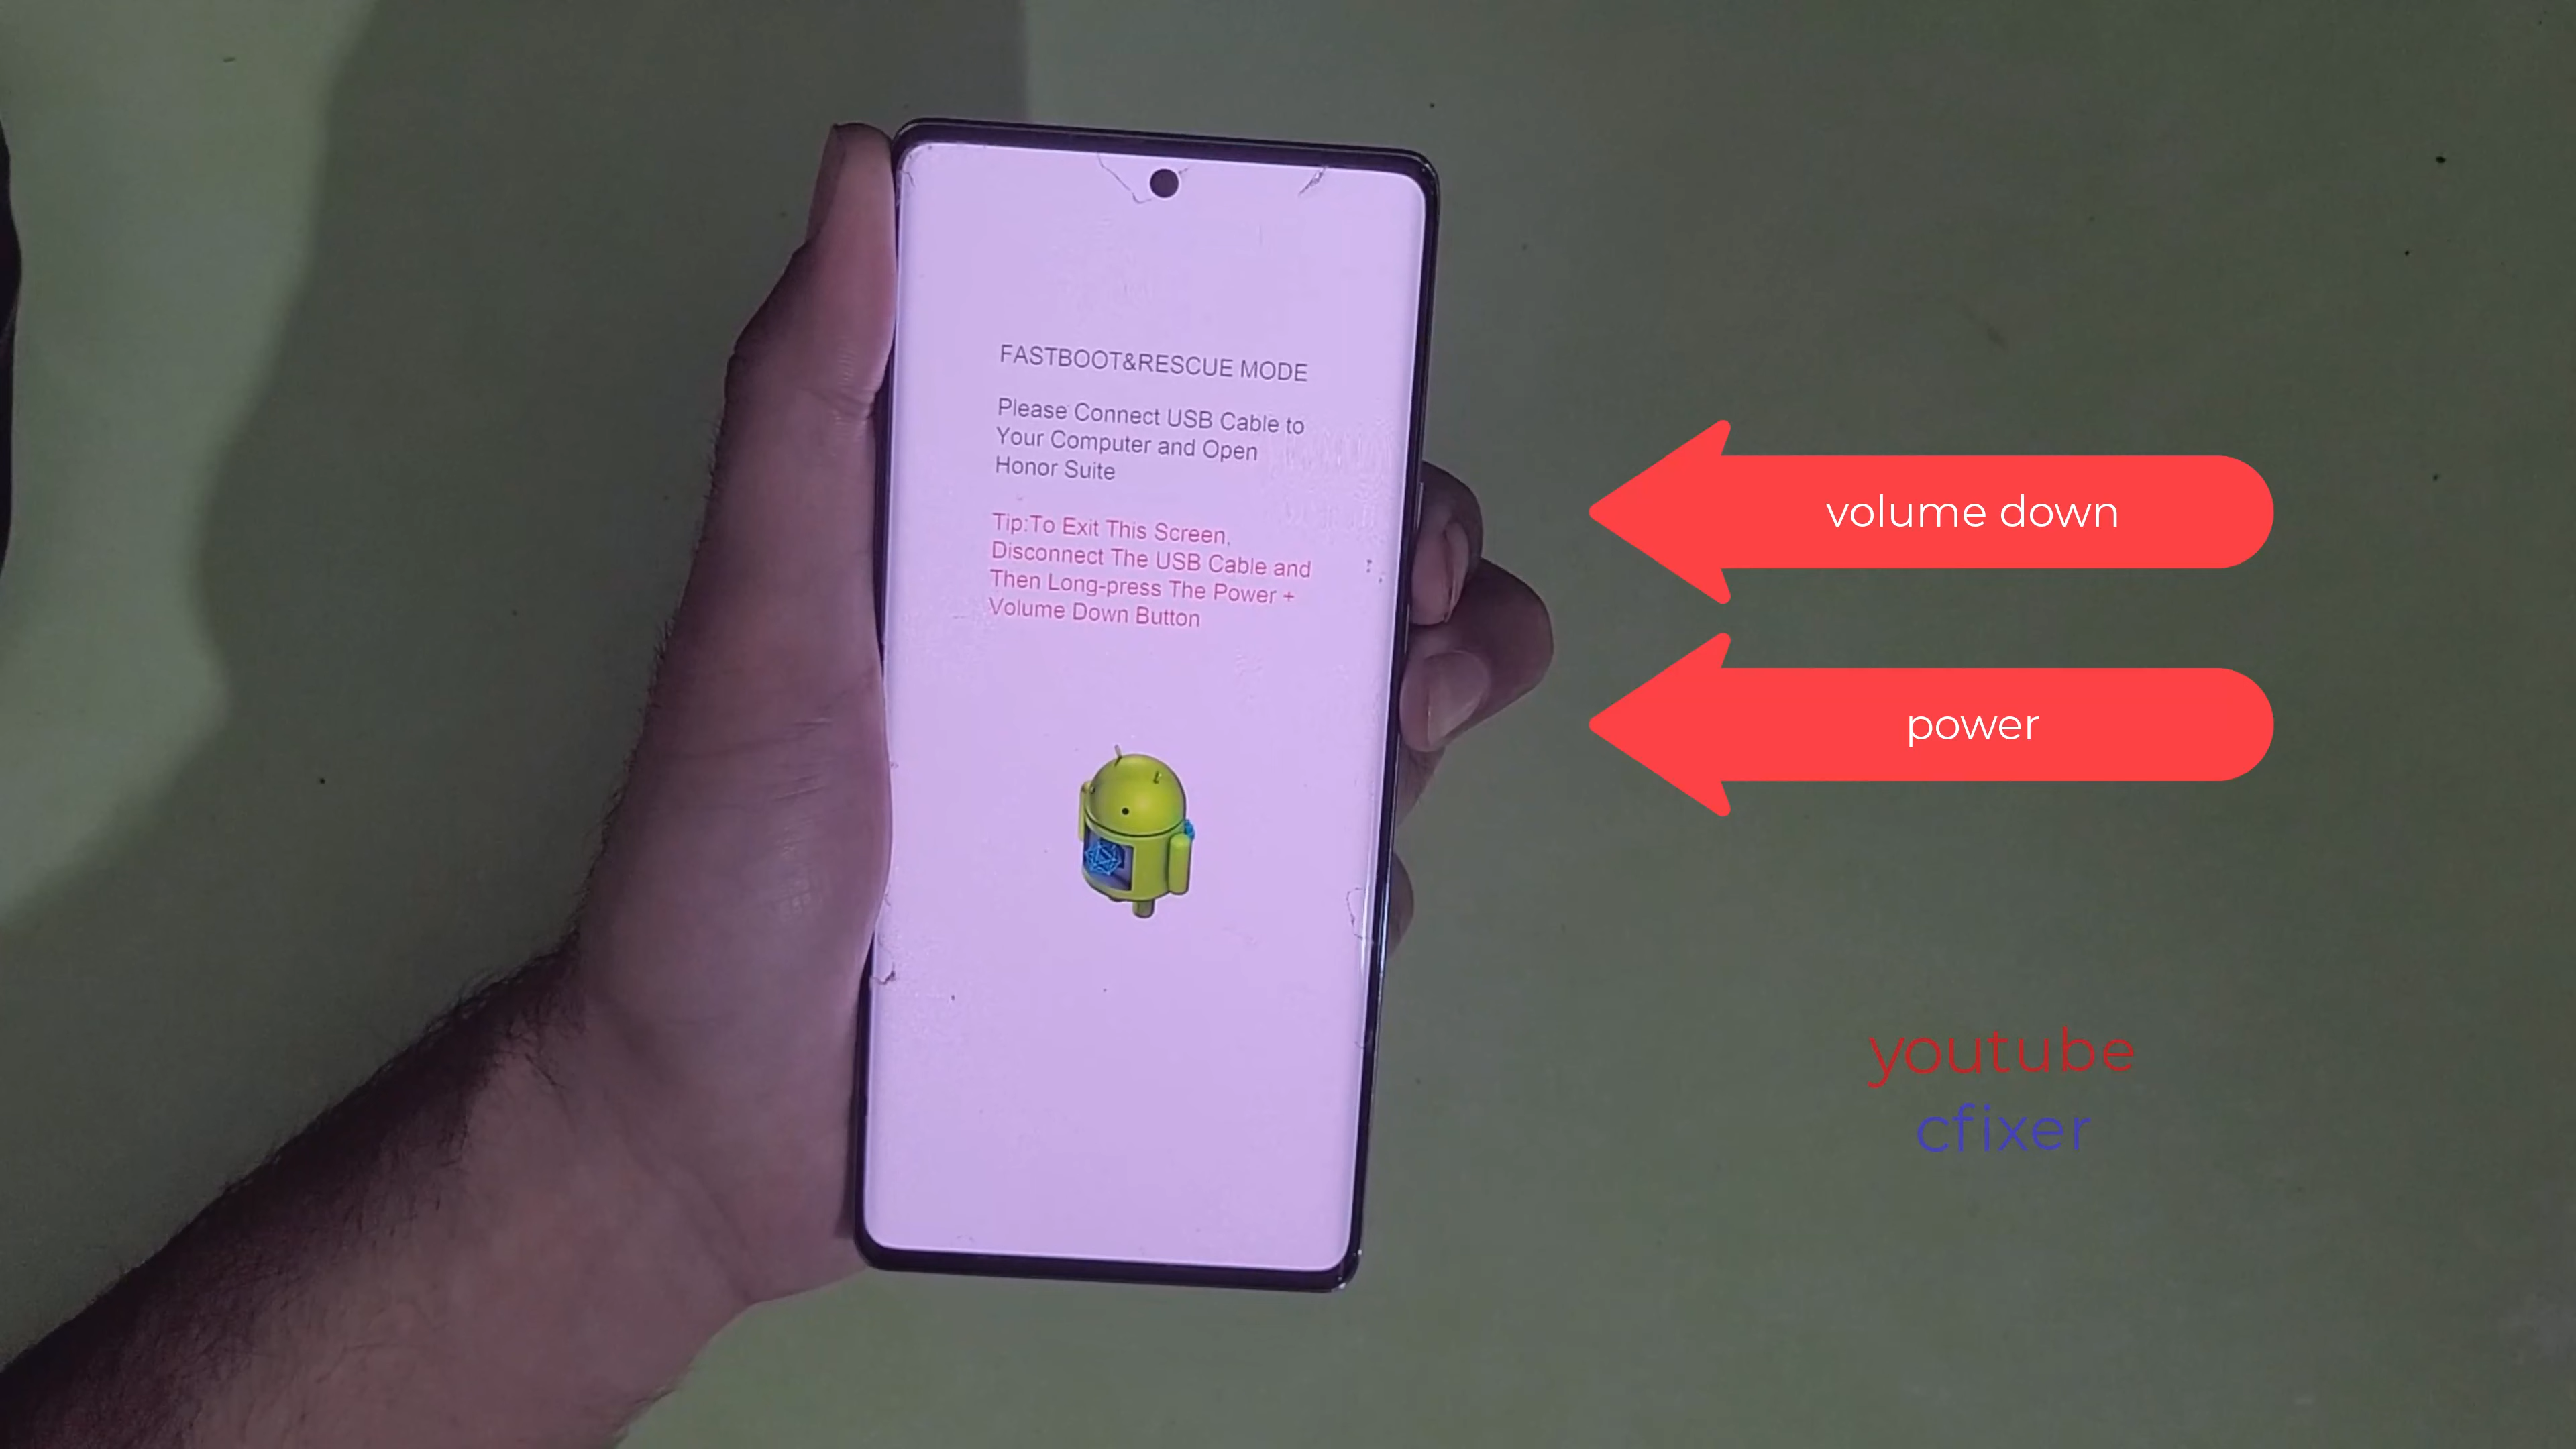 FASTBOOT&RESCUE MODE
Please Connect USB Cable to
Your Computer and Open
Honor Suite
Tip:To Exit This Screen,
Disconnect The USB Cable and
Then Long-press The Power +
Volume Down Button
volume down
power
youtube
cfixer